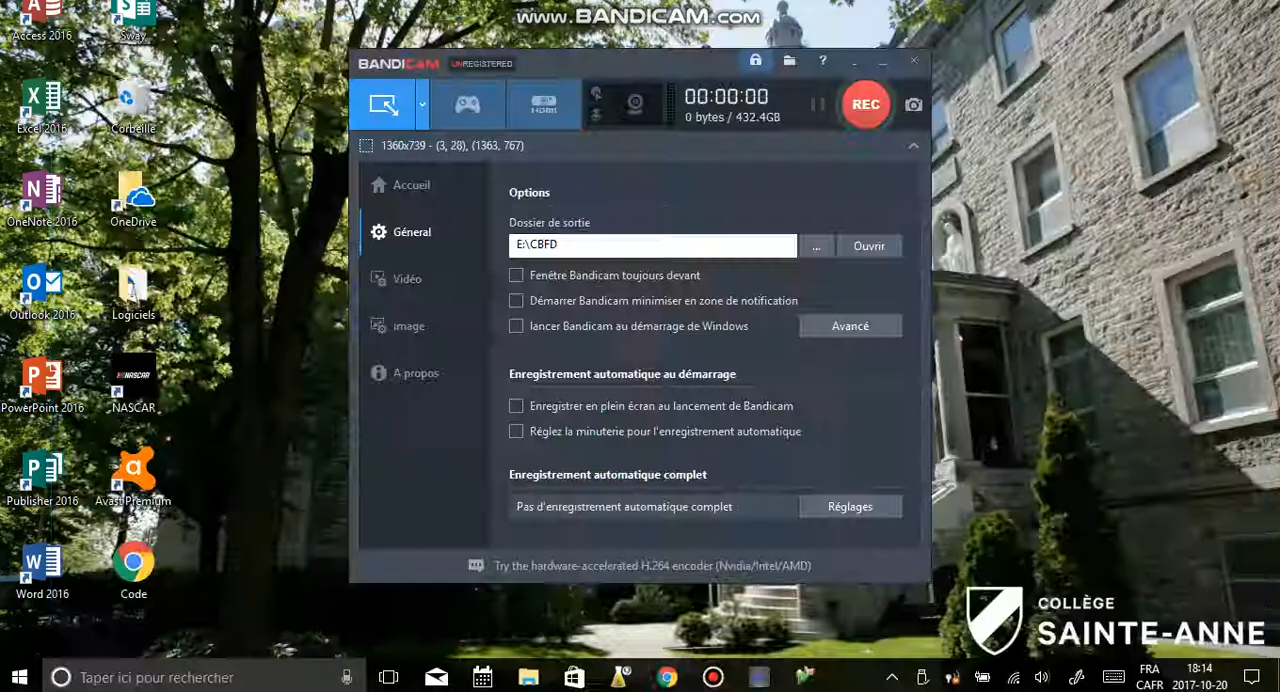 www.BANDICAM.com
Access 2016
Sway
BANDICAM UNREGISTERED
?
HDMI
00:00:00
0 bytes / 432.4GB
REC
1360x739 - (3, 28), (1363, 767)
Excel 2016
Corbeille
Accueil
Géneral
Vidéo
image
A propos
Options
Dossier de sortie
E:\CBFD
...
Ouvrir
Fenétre Bandicam toujours devant
Démarrer Bandicam minimiser en zone de notification
lancer Bandicam au démarrage de Windows
Avancé
Enregistrement automatique au démarrage
Enregistrer en plein écran au lancement de Bandicam
Réglez la minuterie pour l'enregistrement automatique
Enregistrement automatique complet
Pas d'enregistrement automatique complet
Réglages
Try the hardware-accelerated H.264 encoder (Nvidia/Intel/AMD)
OneNote 2016
OneDrive
Outlook 2016
Logiciels
NASCAR
PowerPoint 2016
NASCAR
Publisher 2016
Avast Premium
Word 2016
Code
COLLÈGE
SAINTE-ANNE
Taper ici pour rechercher
FRA
CAFR
18:14
2017-10-20